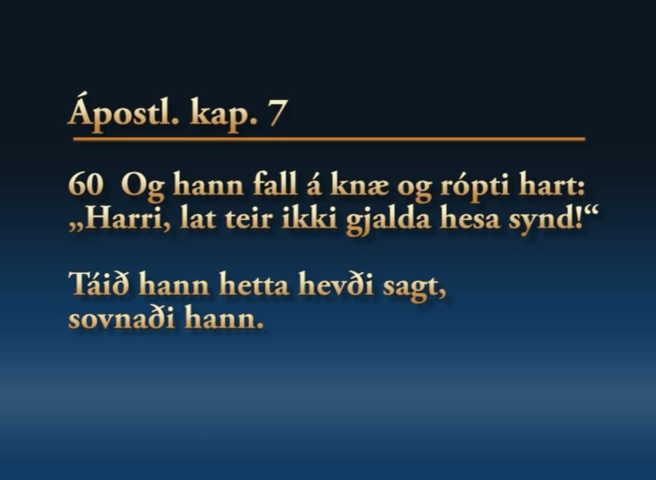 Ápostl. kap. 7
60 Og hann fall á knæ og rópti hart:
„Harri, lat teir ikki gjalda hesa synd!“
Táið hann hetta hevði sagt,
sovnaði hann.